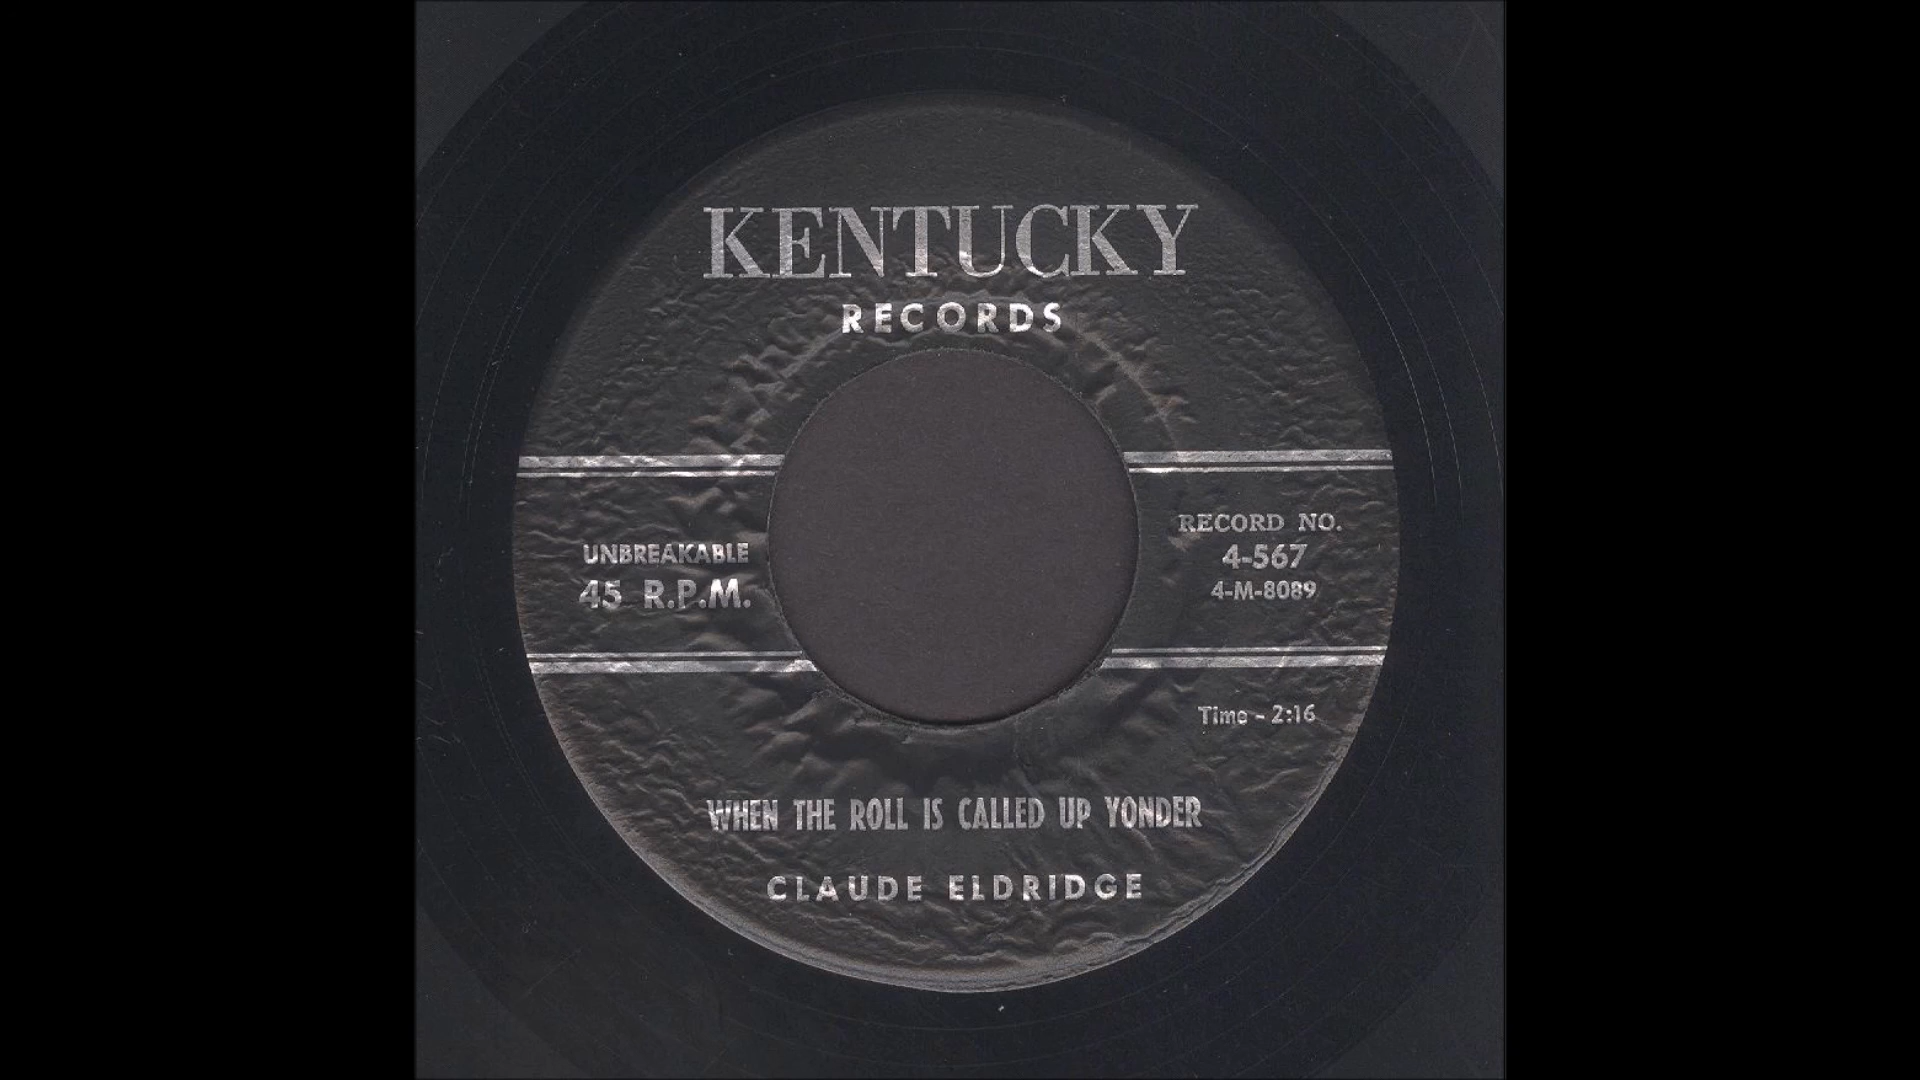 KENTUCKY
RECORDS
UNBREAKABLE
45 R.P.M.
RECORD NO.
4-567
4-M-8089
Time - 2:16
WHEN THE ROLL IS CALLED UP YONDER
CLAUDE ELDRIDGE